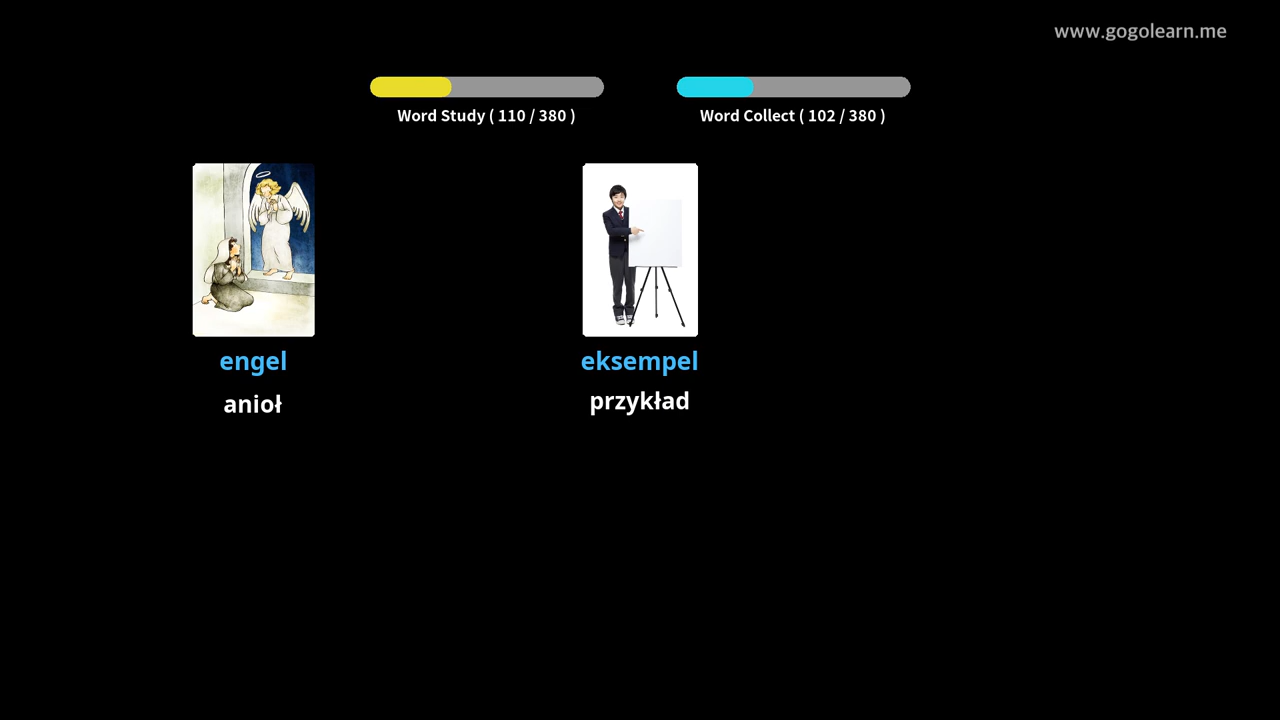 www.gogolearn.me
Word Study ( 110 / 380 )
Word Collect ( 102 / 380 )
engel
anioł
eksempel
przykład